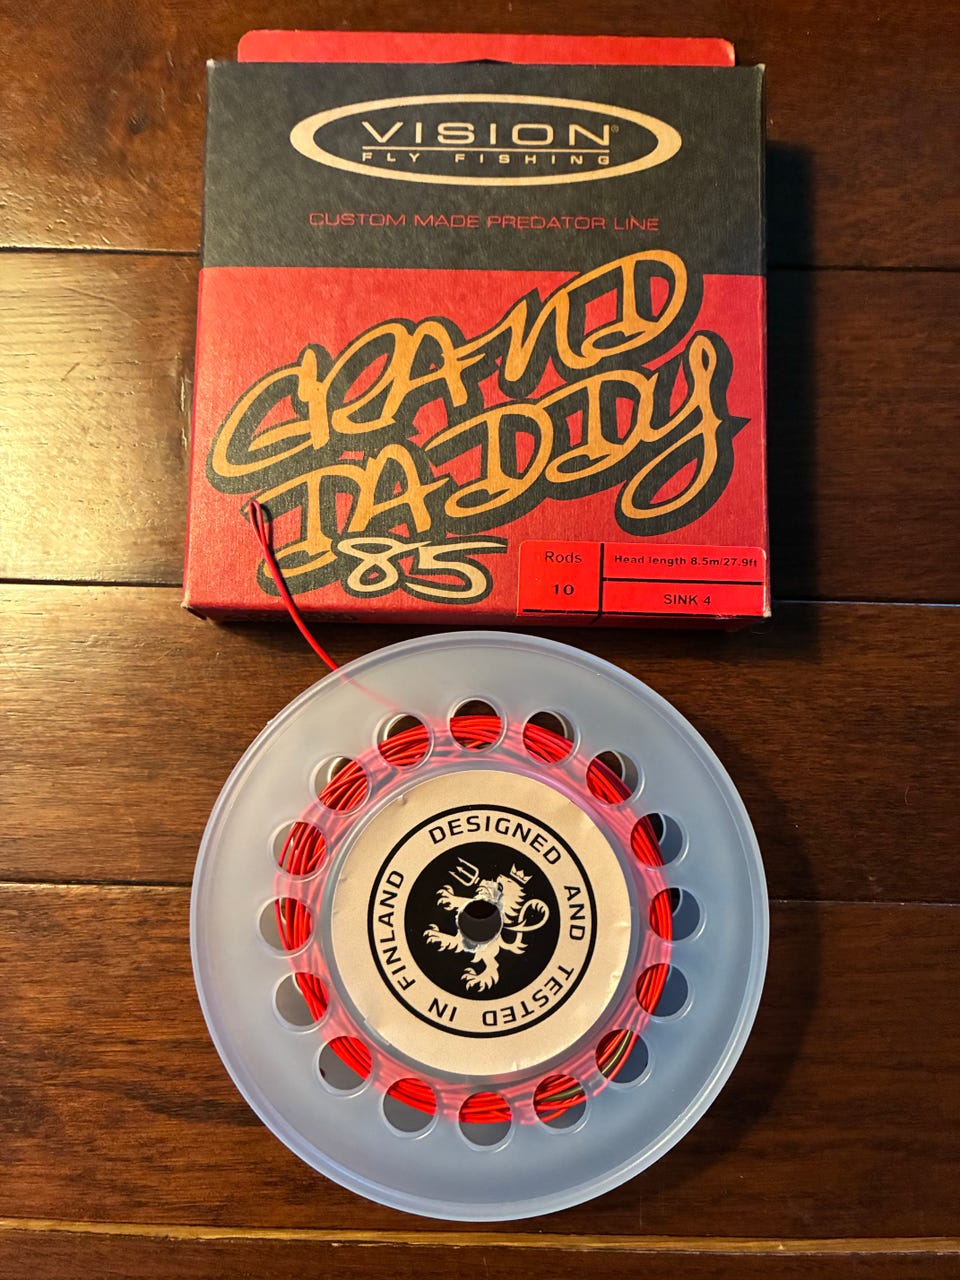 VISION®
FLY FISHING
CUSTOM MADE PREDATOR LINE
GRAND
DADDY
85
Rods
10
Head length 8.5m/27.9ft
SINK 4
DESIGNED AND TESTED IN FINLAND